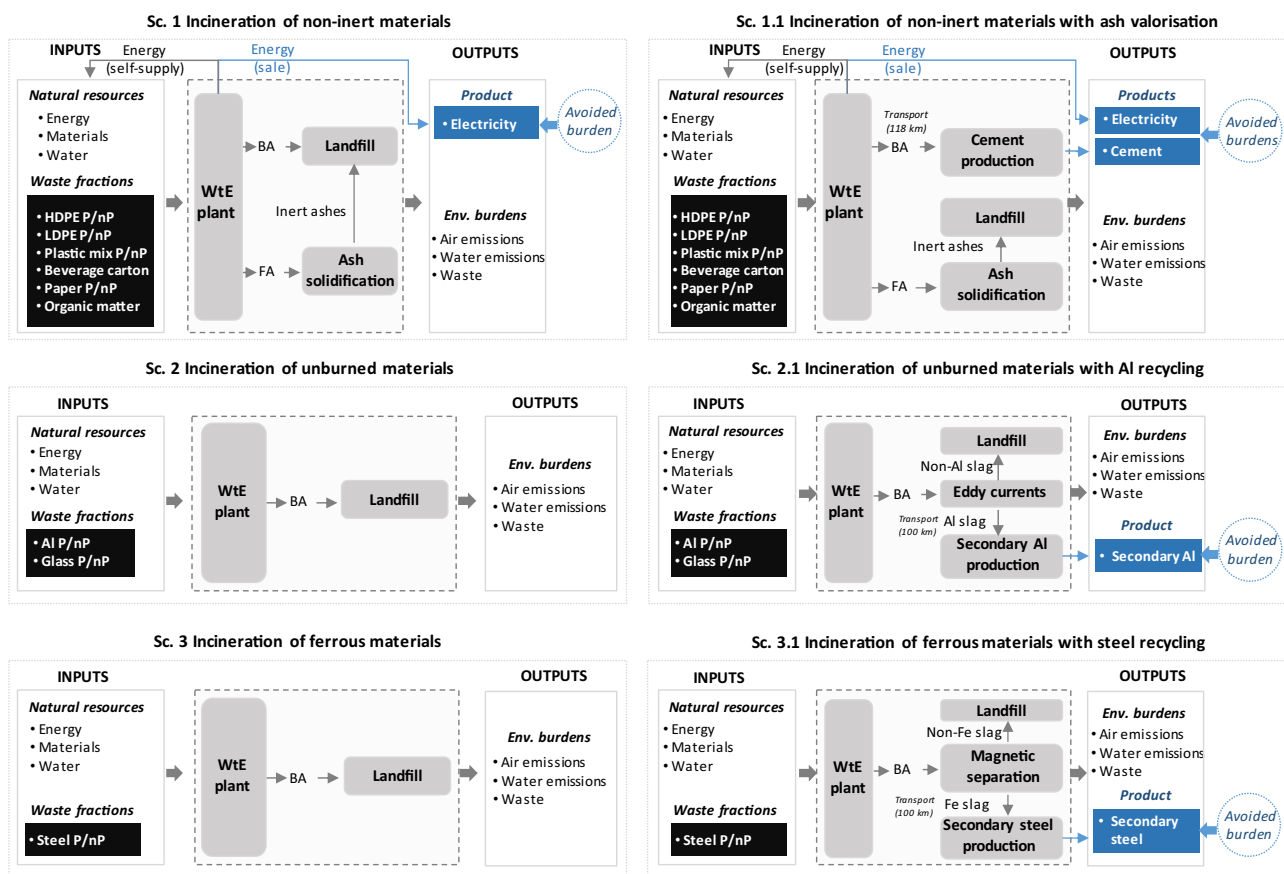 Sc. 1 Incineration of non-inert materials
INPUTS
Energy
(self-supply)
Energy
(sale)
OUTPUTS
Natural resources
• Energy
• Materials
• Water
Waste fractions
• HDPE P/nP
• LDPE P/nP
• Plastic mix P/nP
• Beverage carton
• Paper P/nP
• Organic matter
WtE
plant
BA
Landfill
Inert ashes
FA
Ash
solidification
Product
• Electricity
Avoided
burden
Env. burdens
• Air emissions
• Water emissions
• Waste
Sc. 1.1 Incineration of non-inert materials with ash valorisation
INPUTS
Energy
(self-supply)
Energy
(sale)
OUTPUTS
Natural resources
• Energy
• Materials
• Water
Waste fractions
• HDPE P/nP
• LDPE P/nP
• Plastic mix P/nP
• Beverage carton
• Paper P/nP
• Organic matter
WtE
plant
Transport
(118 km)
BA
Cement
production
Landfill
Inert ashes
FA
Ash
solidification
Products
• Electricity
• Cement
Avoided
burdens
Env. burdens
• Air emissions
• Water emissions
• Waste
Sc. 2 Incineration of unburned materials
INPUTS
OUTPUTS
Natural resources
• Energy
• Materials
• Water
Waste fractions
• Al P/nP
• Glass P/nP
WtE
plant
BA
Landfill
Env. burdens
• Air emissions
• Water emissions
• Waste
Sc. 2.1 Incineration of unburned materials with Al recycling
INPUTS
OUTPUTS
Natural resources
• Energy
• Materials
• Water
Waste fractions
• Al P/nP
• Glass P/nP
WtE
plant
BA
Landfill
Non-Al slag
Eddy currents
Transport
(100 km)
Al slag
Secondary Al
production
Env. burdens
• Air emissions
• Water emissions
• Waste
Product
• Secondary Al
Avoided
burden
Sc. 3 Incineration of ferrous materials
INPUTS
OUTPUTS
Natural resources
• Energy
• Materials
• Water
Waste fractions
• Steel P/nP
WtE
plant
BA
Landfill
Env. burdens
• Air emissions
• Water emissions
• Waste
Sc. 3.1 Incineration of ferrous materials with steel recycling
INPUTS
OUTPUTS
Natural resources
• Energy
• Materials
• Water
Waste fractions
• Steel P/nP
WtE
plant
BA
Landfill
Non-Fe slag
Magnetic
separation
Transport
(100 km)
Fe slag
Secondary steel
production
Env. burdens
• Air emissions
• Water emissions
• Waste
Product
• Secondary
steel
Avoided
burden